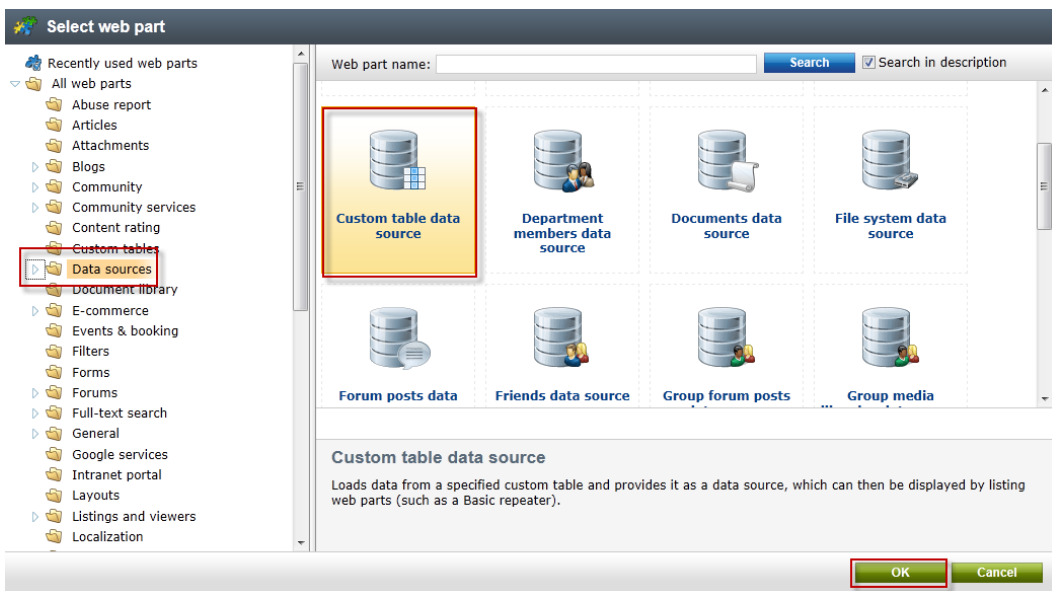 Select web part
Recently used web parts
All web parts
Abuse report
Articles
Attachments
Blogs
Community
Community services
Content rating
Custom tables
Data sources
Document library
E-commerce
Events & booking
Filters
Forms
Forums
Full-text search
General
Google services
Intranet portal
Layouts
Listings and viewers
Localization
Web part name:
Search
Search in description
Custom table data
source
Department
members data
source
Documents data
source
File system data
source
Forum posts data
Friends data source
Group forum posts
Group media
Custom table data source
Loads data from a specified custom table and provides it as a data source, which can then be displayed by listing
web parts (such as a Basic repeater).
OK
Cancel